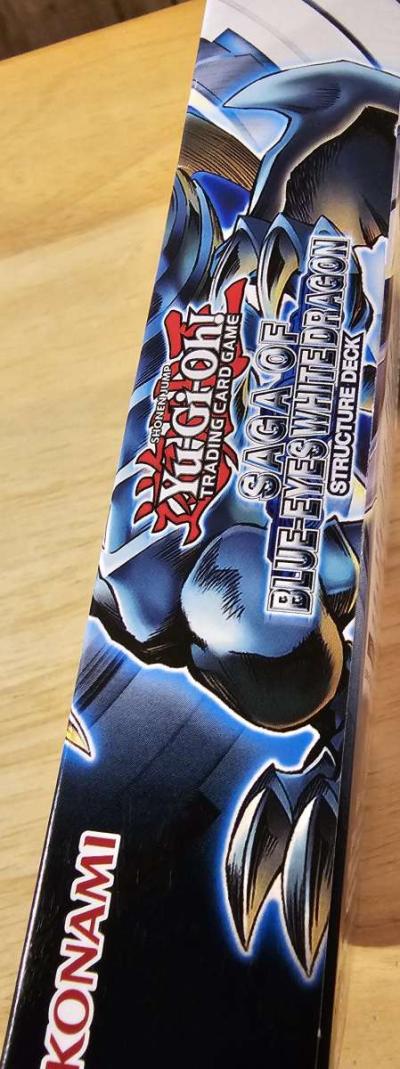 SHONEN JUMP
Yu-Gi-Oh!
TRADING CARD GAME
SAGA OF
BLUE-EYES WHITE DRAGON
STRUCTURE DECK
KONAMI